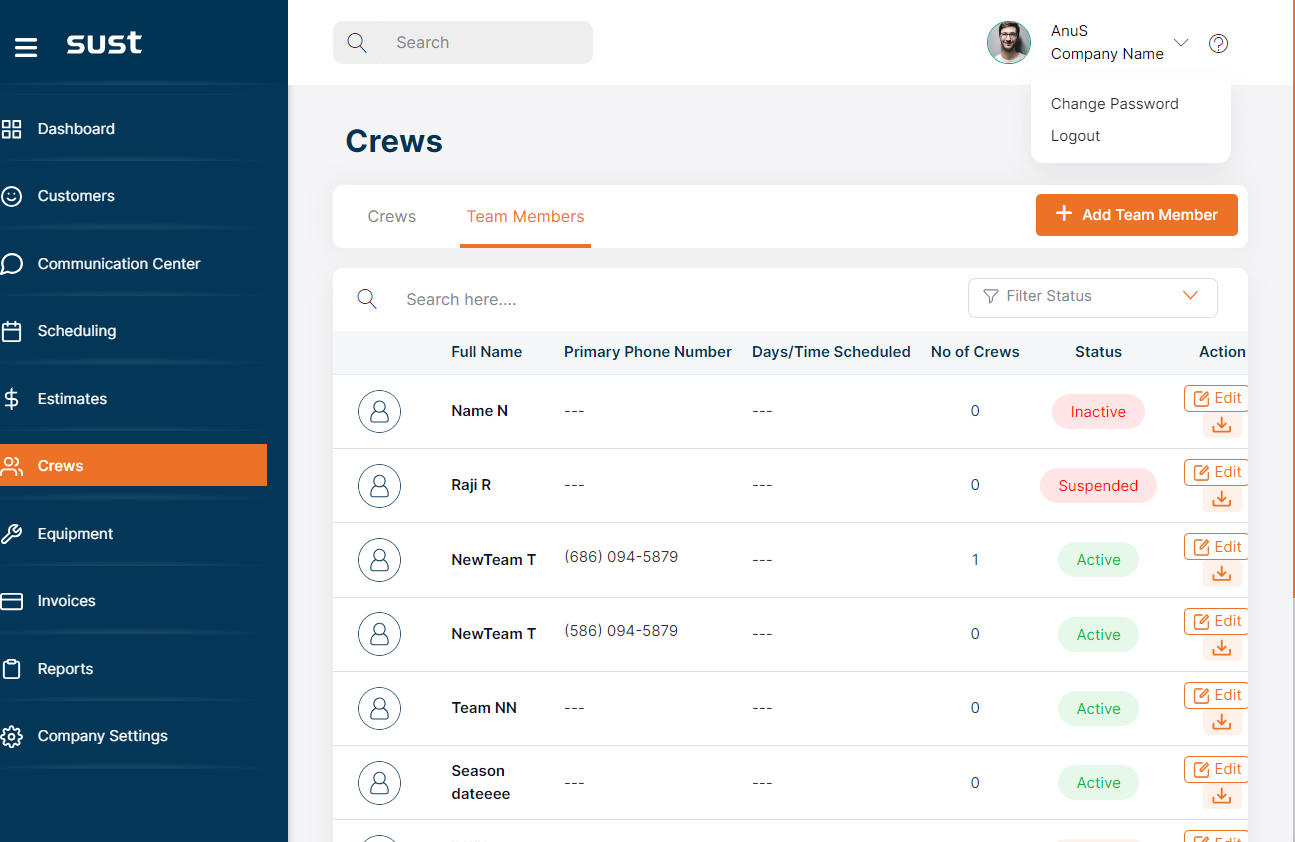 sust
Search
AnuS
Company Name
Change Password
Logout
Dashboard
Customers
Communication Center
Scheduling
Estimates
Crews
Equipment
Invoices
Reports
Company Settings
Crews
Crews Team Members
+ Add Team Member
Search here....
Filter Status
Full Name Primary Phone Number Days/Time Scheduled No of Crews Status Action
Name N --- --- 0 Inactive Edit
Raji R --- --- 0 Suspended Edit
NewTeam T (686) 094-5879 --- 1 Active Edit
NewTeam T (586) 094-5879 --- 0 Active Edit
Team NN --- --- 0 Active Edit
Season
dateeee --- --- 0 Active Edit
Edit